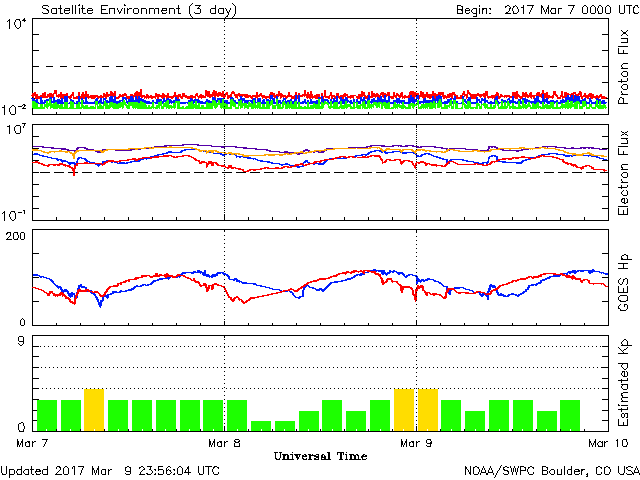 Satellite Environment (3 day) Begin: 2017 Mar 7 0000 UTC
10^4
Proton Flux
10^-2
10^7
Electron Flux
10^-1
200
GOES Hp
0
9
Estimated Kp
0
Mar 7 Mar 8 Mar 9 Mar 10
Universal Time
Updated 2017 Mar 9 23:56:04 UTC NOAA/SWPC Boulder, CO USA